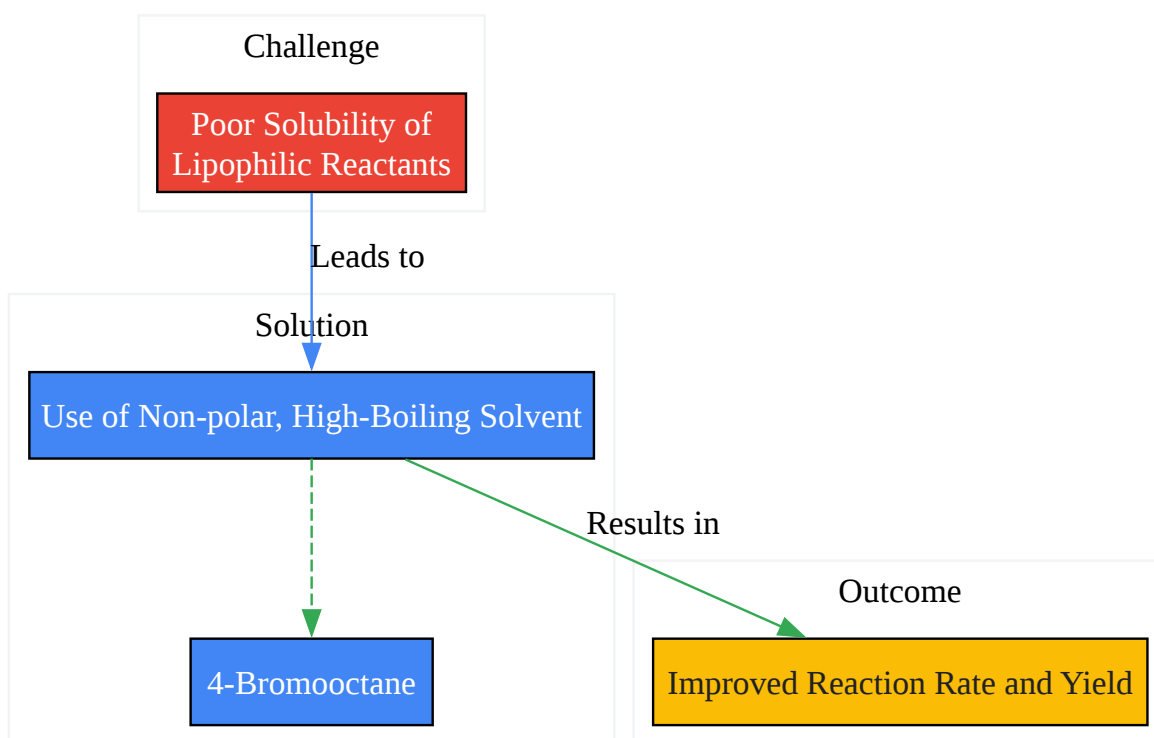 Challenge
Poor Solubility of
Lipophilic Reactants
Leads to
Solution
Use of Non-polar, High-Boiling Solvent
Results in
Outcome
4-Bromooctane
Improved Reaction Rate and Yield